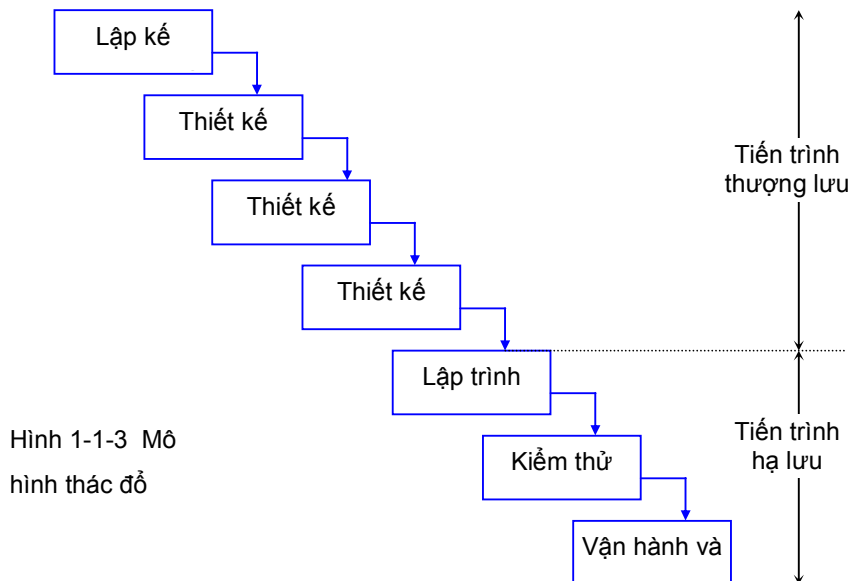 Lập kế
Thiết kế
Thiết kế
Thiết kế
Lập trình
Kiểm thử
Vận hành và
Tiến trình
thượng lưu
Tiến trình
hạ lưu
Hình 1-1-3 Mô
hình thác đổ